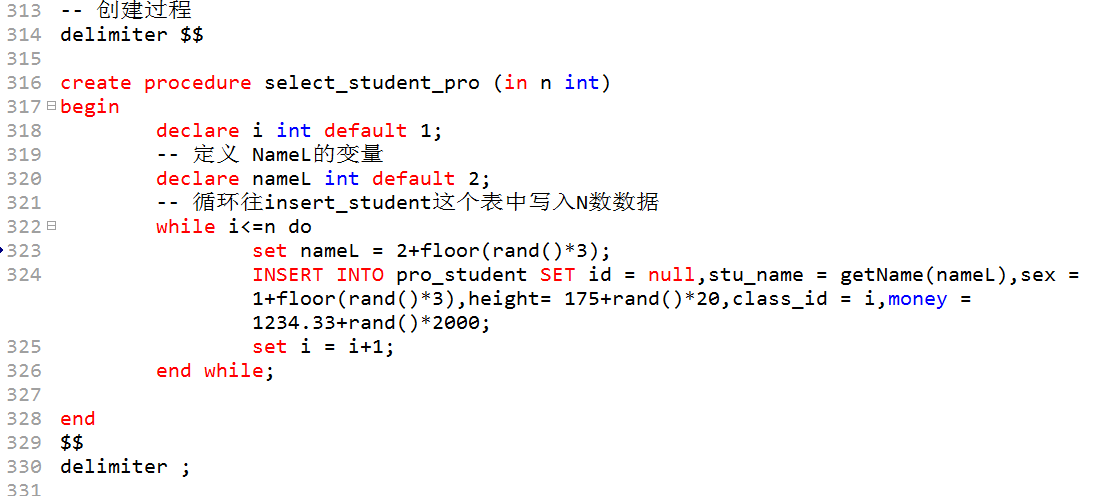 313 -- 创建过程
314 delimiter $$
315
316 create procedure select_student_pro (in n int)
317 begin
318 declare i int default 1;
319 -- 定义 NameL的变量
320 declare nameL int default 2;
321 -- 循环往insert_student这个表中写入N数数据
322 while i<=n do
323 set nameL = 2+floor(rand()*3);
324 INSERT INTO pro_student SET id = null,stu_name = getName(nameL),sex =
1+floor(rand()*3),height= 175+rand()*20,class_id = i,money =
1234.33+rand()*2000;
325 set i = i+1;
326 end while;
327
328 end
329 $$
330 delimiter ;
331